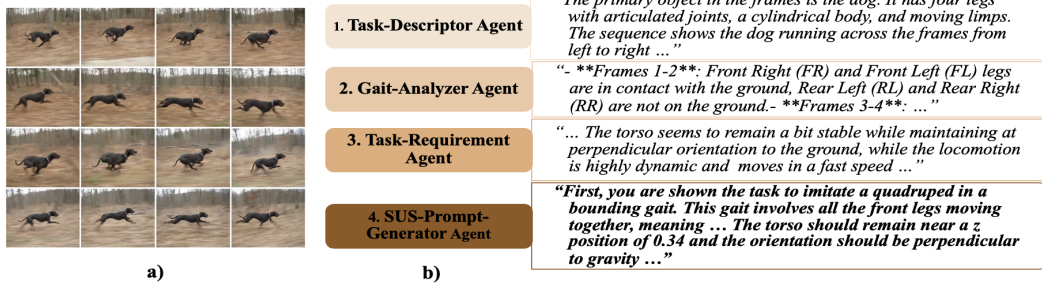 1. Task-Descriptor Agent
The primary object in the frames is the dog. It has four legs
with articulated joints, a cylindrical body, and moving limps.
The sequence shows the dog running across the frames from
left to right …”
2. Gait-Analyzer Agent
“- **Frames 1-2**: Front Right (FR) and Front Left (FL) legs
are in contact with the ground, Rear Left (RL) and Rear Right
(RR) are not on the ground.- **Frames 3-4**: …”
3. Task-Requirement
Agent
“… The torso seems to remain a bit stable while maintaining at
perpendicular orientation to the ground, while the locomotion
is highly dynamic and moves in a fast speed …”
4. SUS-Prompt-
Generator Agent
“First, you are shown the task to imitate a quadruped in a
bounding gait. This gait involves all the front legs moving
together, meaning … The torso should remain near a z
position of 0.34 and the orientation should be perpendicular
to gravity …”
a)
b)